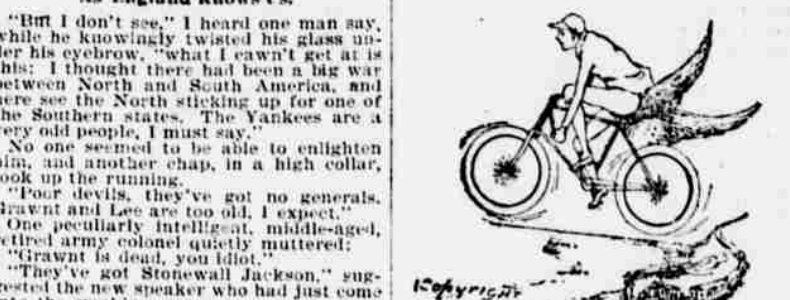 "But I don't see," I heard one man say,
while he knowingly twisted his glass un-
der his eyebrow, "what I cawn't get at is
this: I thought there had been a big war
between North and South America, and
here see the North sticking up for one of
the Southern states. The Yankees are a
very odd people, I must say."
No one seemed to be able to enlighten
him, and another chap, in a high collar,
took up the running.
"Poor devils, they've got no generals.
Grawnt and Lee are too old, I expect."
One peculiarly intelligent, middle-aged,
retired army colonel quietly muttered:
"Grawnt is dead, you idiot."
"They've got Stonewall Jackson," sug-
gested the new speaker who had just come
Copyright